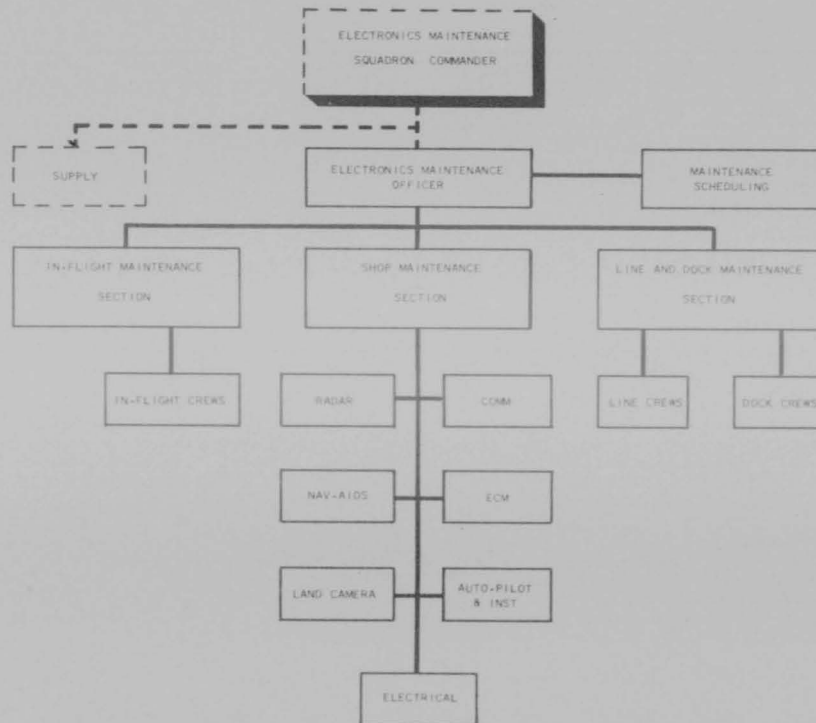 ELECTRONICS MAINTENANCE
SQUADRON COMMANDER
SUPPLY
ELECTRONICS MAINTENANCE
OFFICER
MAINTENANCE
SCHEDULING
IN-FLIGHT MAINTENANCE
SECTION
SHOP MAINTENANCE
SECTION
LINE AND DOCK MAINTENANCE
SECTION
IN-FLIGHT CREWS
RADAR
COMM
LINE CREWS
DOCK CREWS
NAV-AIDS
ECM
LAND CAMERA
AUTO-PILOT
& INST
ELECTRICAL